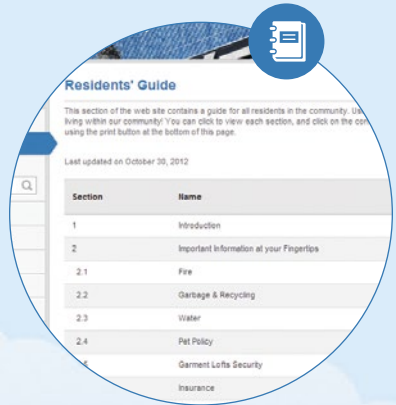 Residents' Guide
This section of the web site contains a guide for all residents in the community.
living within our community! You can click to view each section, and click on the
using the print button at the bottom of this page.
Last updated on October 30, 2012
Section Name
1 Introduction
2 Important Information at your Fingertips
2.1 Fire
2.2 Garbage & Recycling
2.3 Water
2.4 Pet Policy
Garment Lofts Security
Insurance